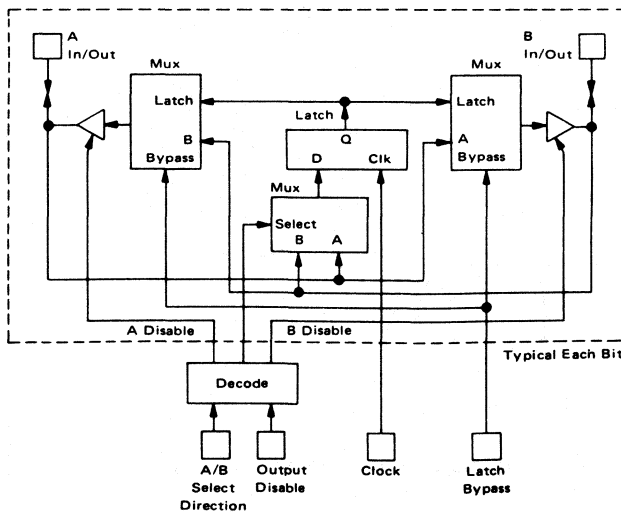 A
In/Out
B
In/Out
Mux
Mux
Latch
Latch
Latch
Q
B
A
Bypass
Bypass
D
Clk
Mux
Select
B
A
A Disable
B Disable
Typical Each Bit
Decode
A/B
Select
Direction
Output
Disable
Clock
Latch
Bypass